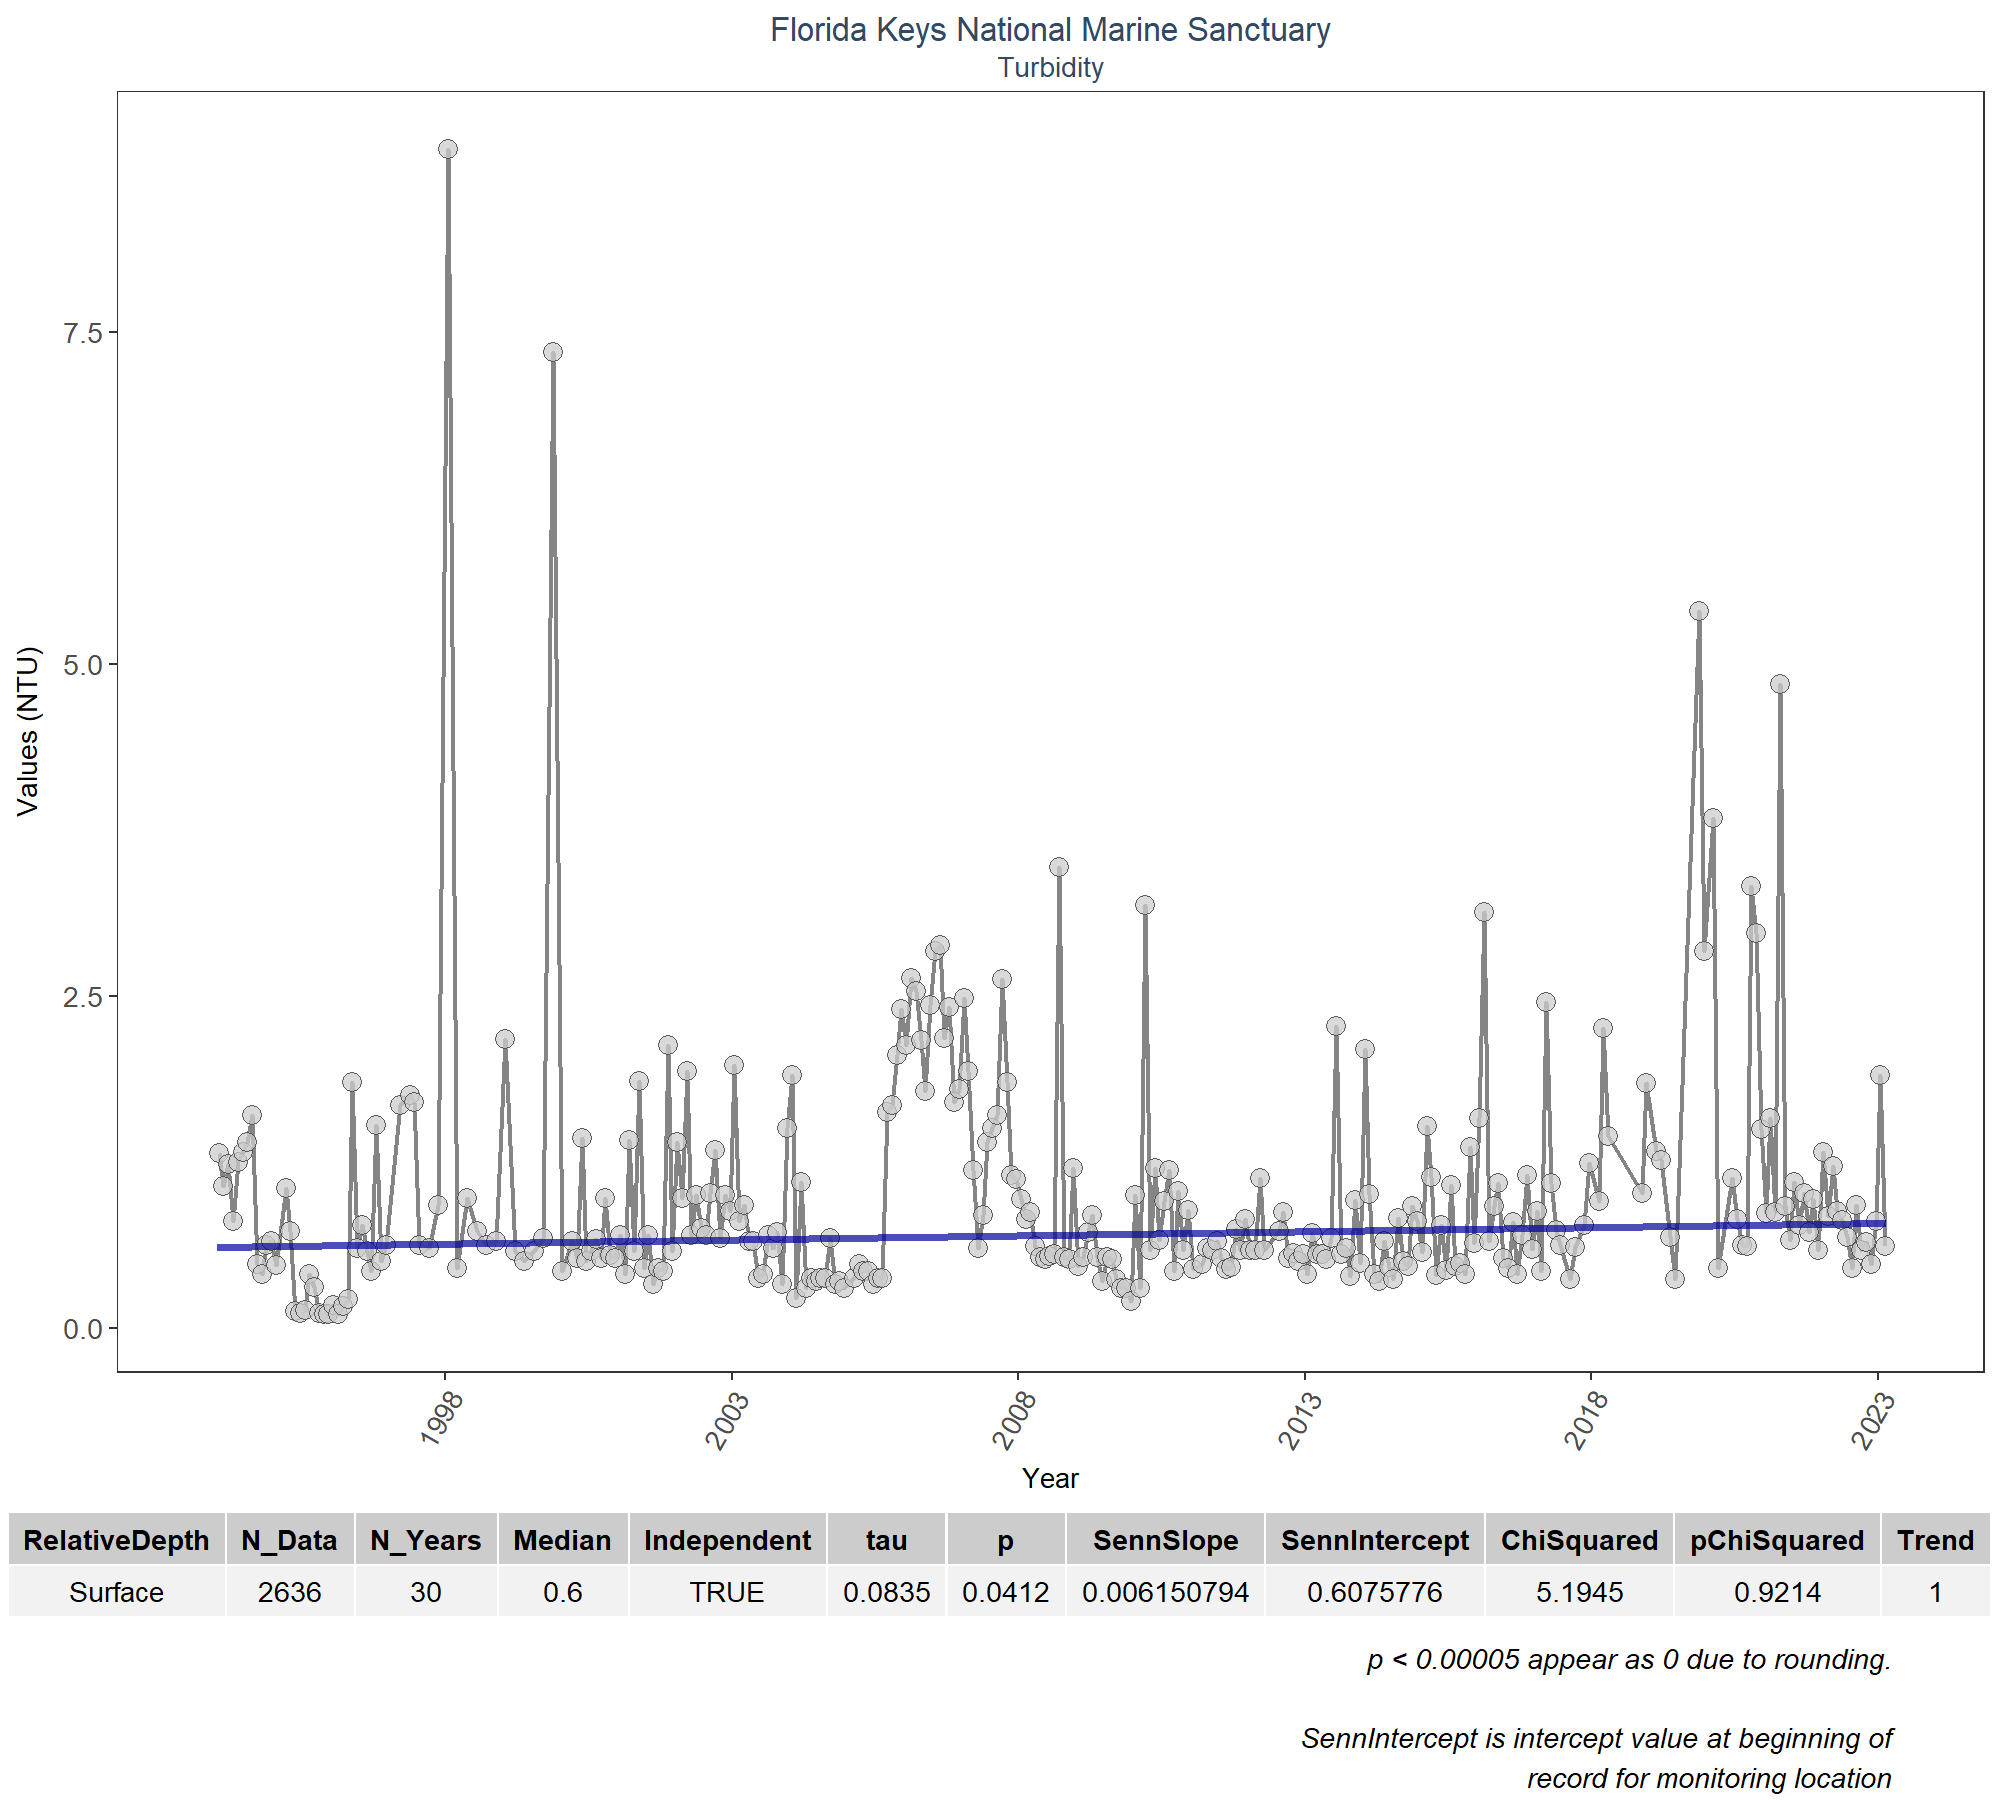 Florida Keys National Marine Sanctuary
Turbidity
Values (NTU)
7.5
5.0
2.5
0.0
1998 2003 2008 2013 2018 2023
Year
RelativeDepth N_Data N_Years Median Independent tau p SennSlope SennIntercept ChiSquared pChiSquared Trend
Surface 2636 30 0.6 TRUE 0.0835 0.0412 0.006150794 0.6075776 5.1945 0.9214 1
p < 0.00005 appear as 0 due to rounding.
SennIntercept is intercept value at beginning of
record for monitoring location